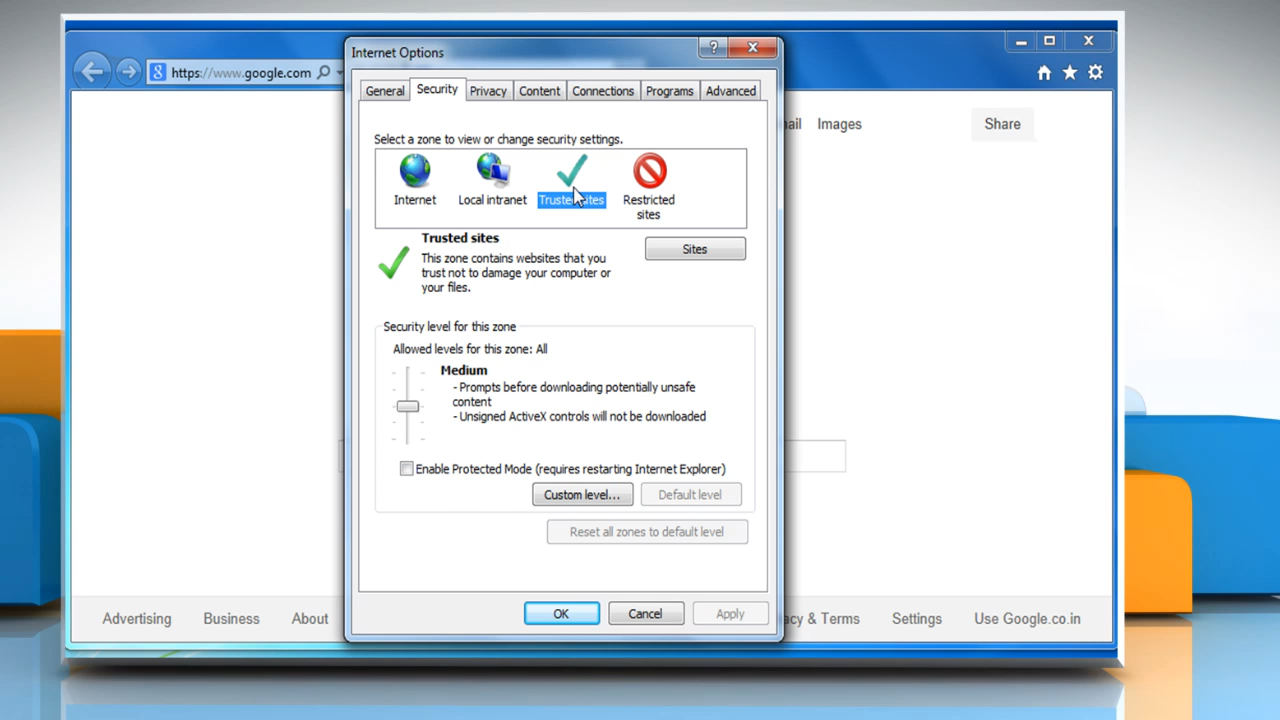 Internet Options
https://www.google.com
General Security Privacy Content Connections Programs Advanced
Images
Share
Select a zone to view or change security settings.
Internet
Local intranet
Trusted sites
Restricted
sites
Trusted sites
This zone contains websites that you
trust not to damage your computer or
your files.
Sites
Security level for this zone
Allowed levels for this zone: All
Medium
- Prompts before downloading potentially unsafe
content
- Unsigned ActiveX controls will not be downloaded
Enable Protected Mode (requires restarting Internet Explorer)
Custom level...
Default level
Reset all zones to default level
OK
Cancel
Apply
Advertising
Business
About
acy & Terms
Settings
Use Google.co.in